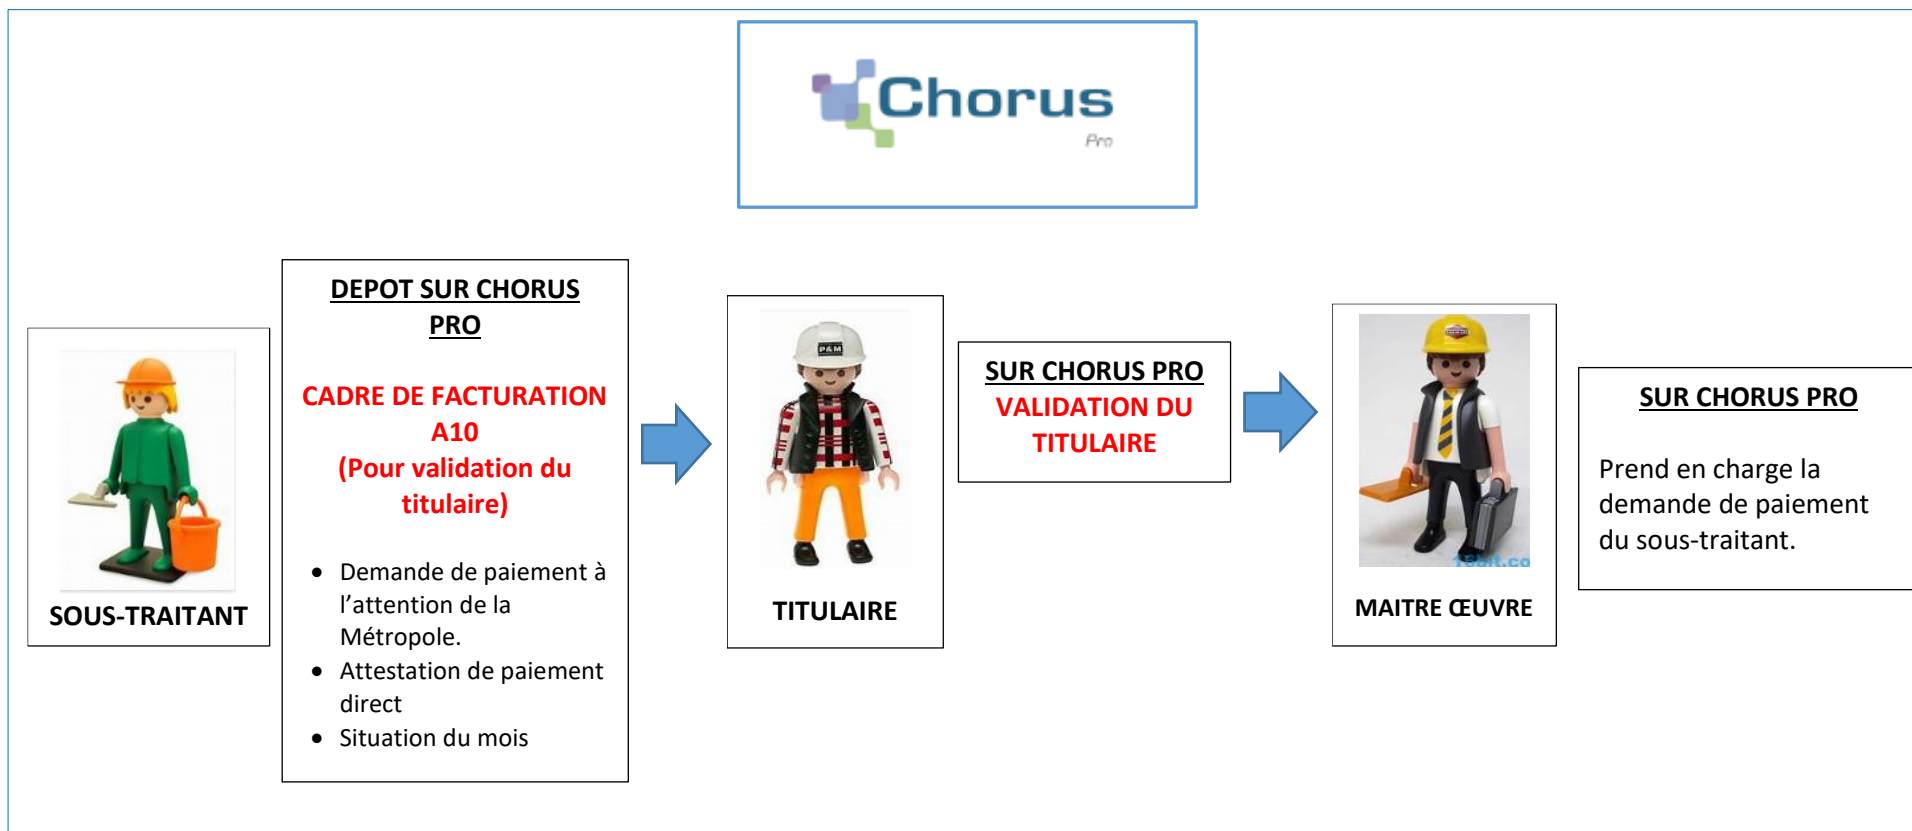 Chorus
Pro
DEPOT SUR CHORUS
PRO
CADRE DE FACTURATION
A10
(Pour validation du
titulaire)
• Demande de paiement à
l’attention de la
Métropole.
• Attestation de paiement
direct
• Situation du mois
SOUS-TRAITANT
P&M
TITULAIRE
SUR CHORUS PRO
VALIDATION DU
TITULAIRE
MAITRE ŒUVRE
SUR CHORUS PRO
Prend en charge la
demande de paiement
du sous-traitant.